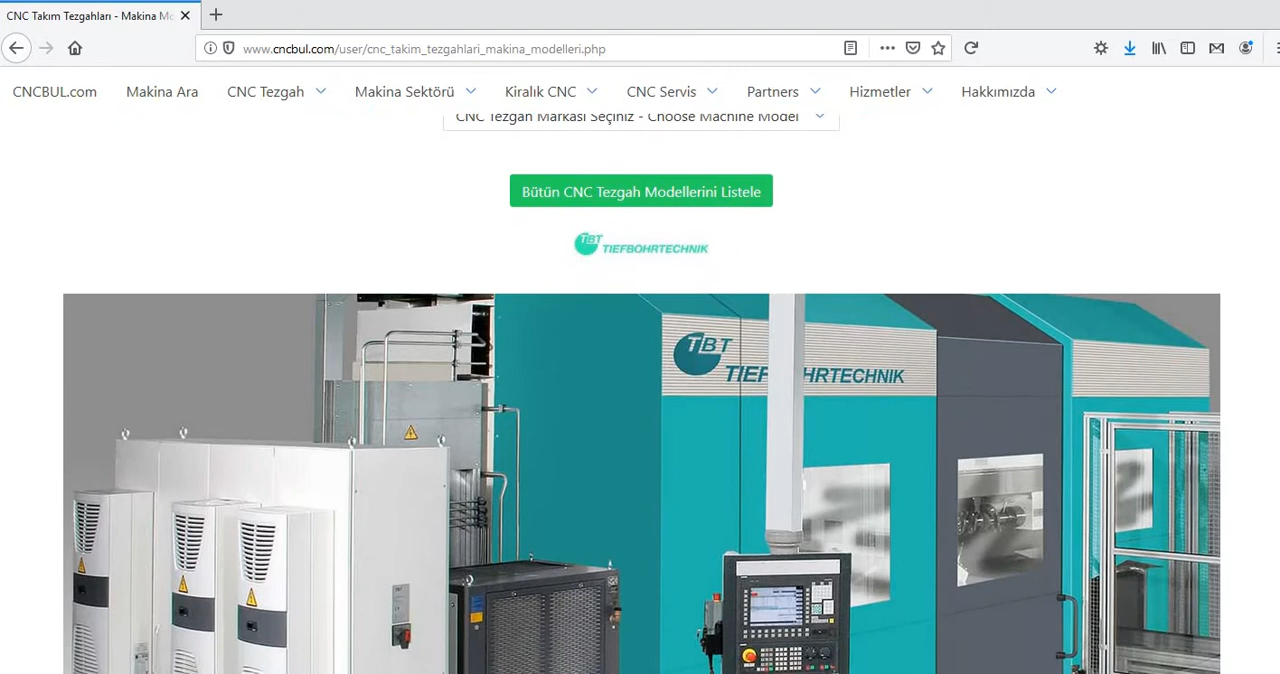 CNC Takım Tezgahları - Makina Mo
www.cncbul.com/user/cnc_takim_tezgahlari_makina_modelleri.php
CNCBUL.com Makina Ara CNC Tezgah Makina Sektörü Kiralık CNC CNC Servis Partners Hizmetler Hakkımızda
CNC Tezgah Markası Seçiniz - Choose Machine Model
Bütün CNC Tezgah Modellerini Listele
TBT TIEFBOHRTECHNIK
TBT
TIEF HRTECHNIK